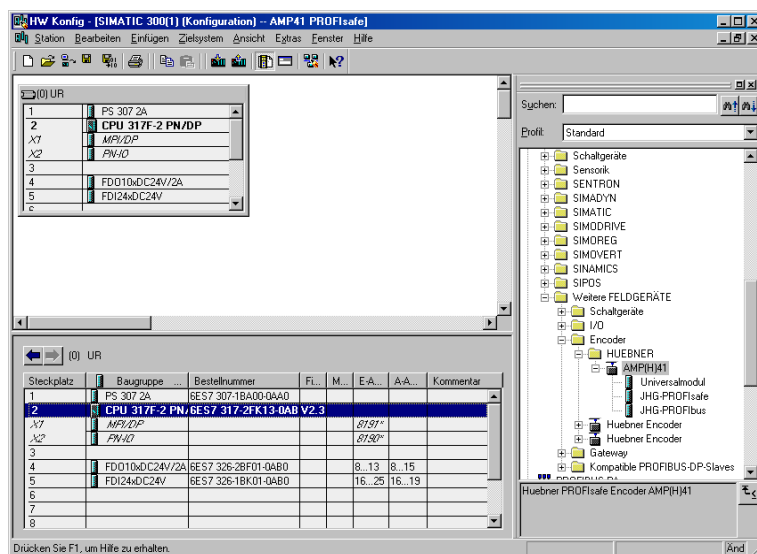 HW Konfig - [SIMATIC 300(1) (Konfiguration) -- AMP41 PROFIsafe]
Station Bearbeiten Einfügen Zielsystem Ansicht Extras Fenster Hilfe
(0) UR
1 PS 307 2A
2 CPU 317F-2 PN/DP
X1 MPI/DP
X2 PN-IO
3
4 FDO10xDC24V/2A
5 FDI24xDC24V
6
Suchen:
Profil: Standard
Schaltgeräte
Sensorik
SENTRON
SIMADYN
SIMATIC
SIMODRIVE
SIMOREG
SIMOVERT
SINAMICS
SIPOS
Weitere FELDGERÄTE
Schaltgeräte
I/O
Encoder
HUEBNER
AMP(H)41
Universalmodul
JHG-PROFIsafe
JHG-PROFIbus
Huebner Encoder
Huebner Encoder
Gateway
Kompatible PROFIBUS-DP-Slaves
PROFIBUS-PA
Huebner PROFIsafe Encoder AMP(H)41
(0) UR
Steckplatz Baugruppe ... Bestellnummer Fi... M... E-A... A-A... Kommentar
1 PS 307 2A 6ES7 307-1BA00-0AA0
2 CPU 317F-2 PN/ 6ES7 317-2FK13-0AB V2.3
X1 MPI/DP 8191*
X2 PN-IO 8190*
3
4 FDO10xDC24V/2A 6ES7 326-2BF01-0AB0 8...13 8...15
5 FDI24xDC24V 6ES7 326-1BK01-0AB0 16...25 16...19
6
7
8
Drücken Sie F1, um Hilfe zu erhalten.
Änd